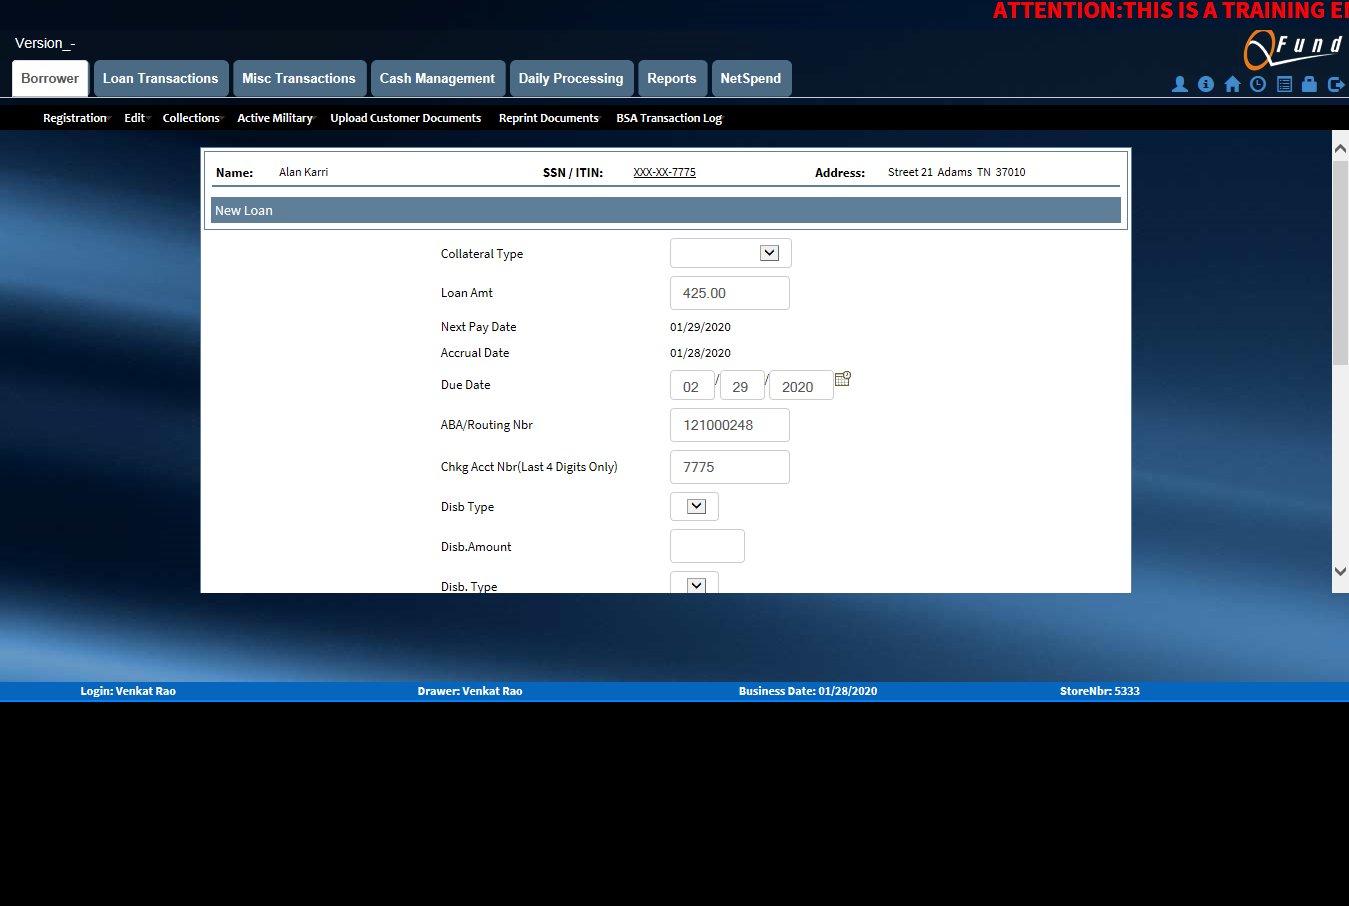 ATTENTION:THIS IS A TRAINING
Version_-
Fund
Borrower Loan Transactions Misc Transactions Cash Management Daily Processing Reports NetSpend
Registration Edit Collections Active Military Upload Customer Documents Reprint Documents BSA Transaction Log
Name: Alan Karri SSN / ITIN: XXX-XX-7775 Address: Street 21 Adams TN 37010
New Loan
Collateral Type
Loan Amt 425.00
Next Pay Date 01/29/2020
Accrual Date 01/28/2020
Due Date 02 / 29 / 2020
ABA/Routing Nbr 121000248
Chkg Acct Nbr(Last 4 Digits Only) 7775
Disb Type
Disb.Amount
Disb. Type
Login: Venkat Rao Drawer: Venkat Rao Business Date: 01/28/2020 StoreNbr: 5333